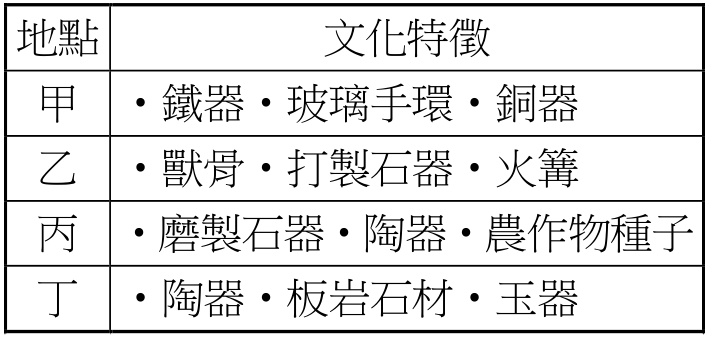 地點 文化特徵
甲 ‧鐵器‧玻璃手環‧銅器
乙 ‧獸骨‧打製石器‧火篝
丙 ‧磨製石器‧陶器‧農作物種子
丁 ‧陶器‧板岩石材‧玉器